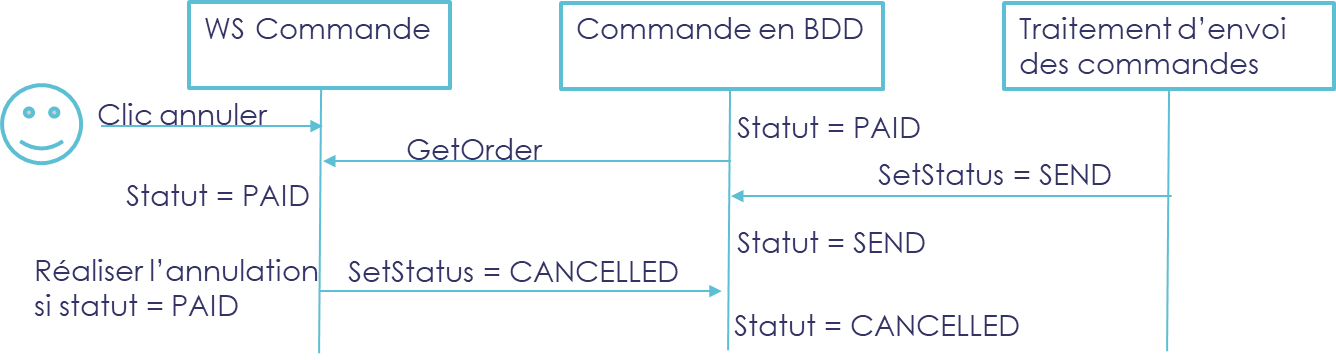 WS Commande
Commande en BDD
Traitement d’envoi
des commandes
Clic annuler
Statut = PAID
GetOrder
SetStatus = SEND
Statut = PAID
Statut = SEND
Réaliser l’annulation
si statut = PAID
SetStatus = CANCELLED
Statut = CANCELLED